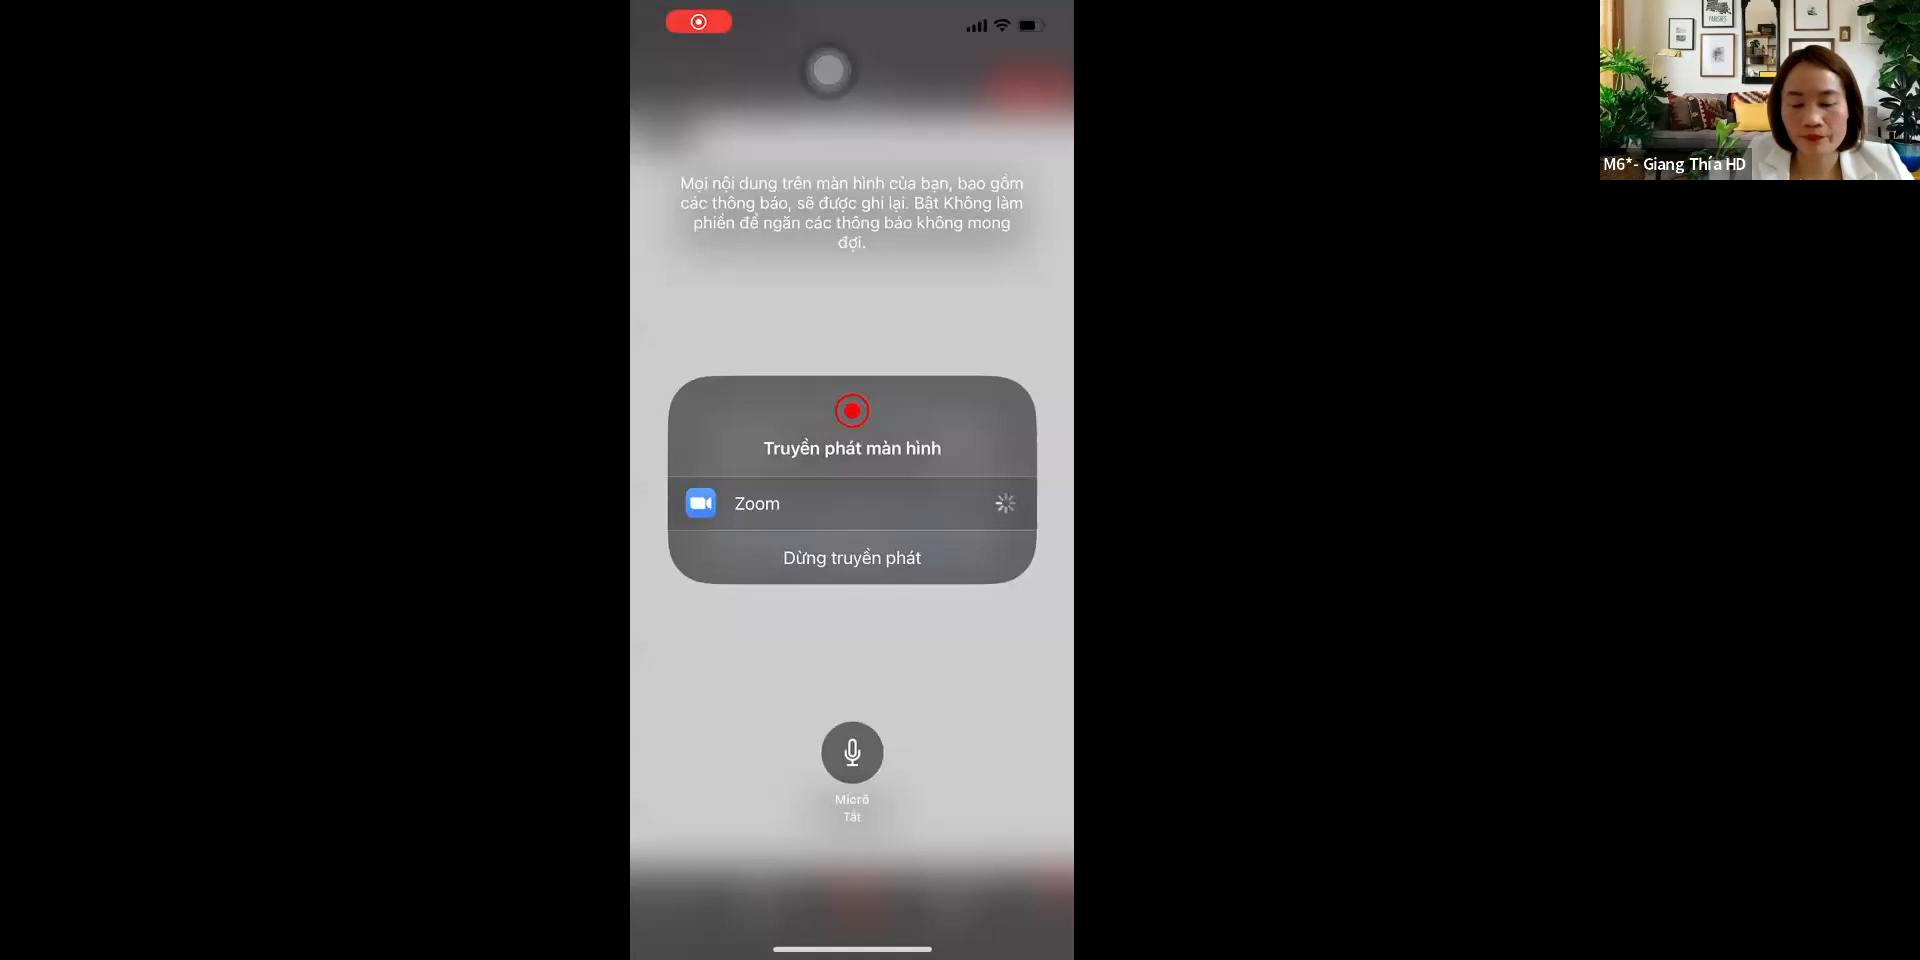 Mọi nội dung trên màn hình của bạn, bao gồm
các thông báo, sẽ được ghi lại. Bật Không làm
phiền để ngăn các thông báo không mong
đợi.
Truyền phát màn hình
Zoom
Dừng truyền phát
Micrô
Tắt
M6*- Giang Thía HD